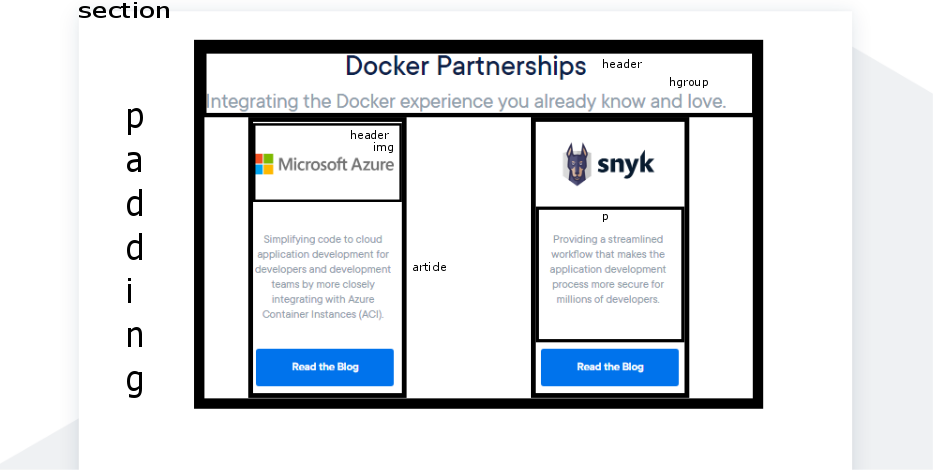 section
Docker Partnerships
header
hgroup
Integrating the Docker experience you already know and love.
padding
header
img
Microsoft Azure
Simplifying code to cloud
application development for
developers and development
teams by more closely
integrating with Azure
Container Instances (ACI).
Read the Blog
article
snyk
p
Providing a streamlined
workflow that makes the
application development
process more secure for
millions of developers.
Read the Blog